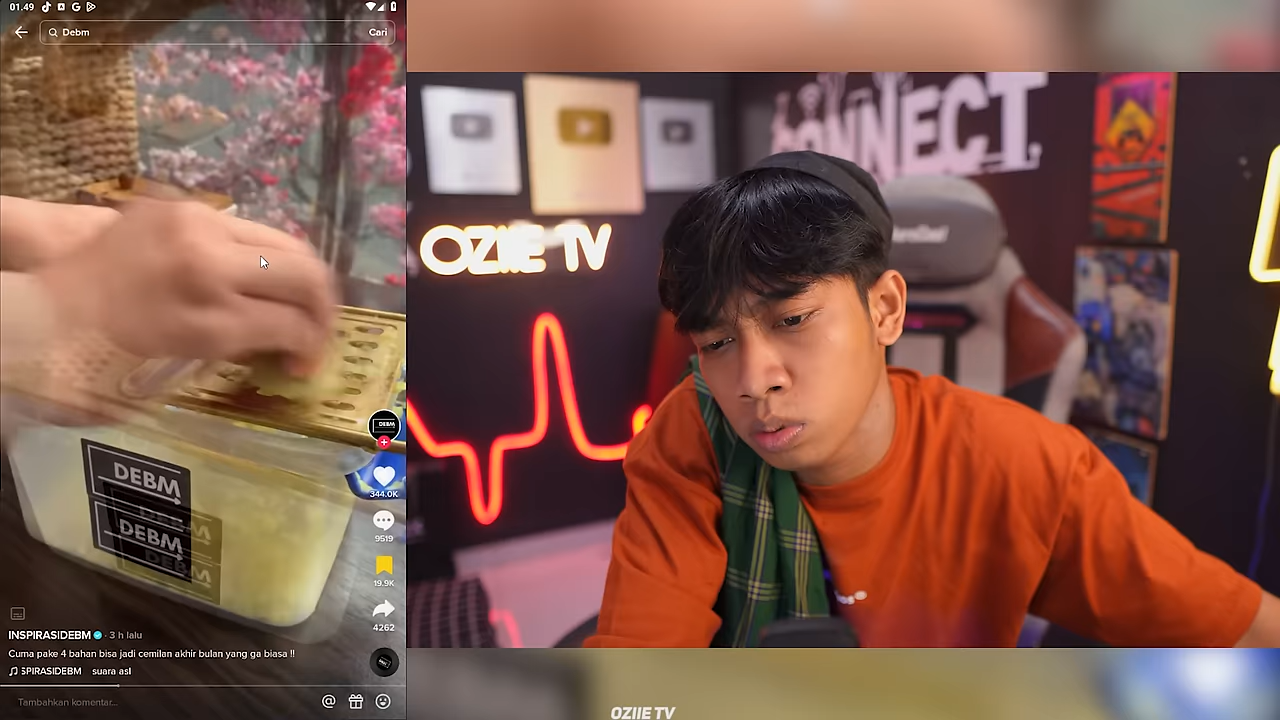 01.49
Debm
Cari
DEBM
DEBM
DEBM
344.0K
9519
19.9K
4262
INSPIRASIDEBM · 3 h lalu
Cuma pake 4 bahan bisa jadi cemilan akhir bulan yang ga biasa !!
SPIRASIDEBM suara asl
Tambahkan komentar...
CONNECT
OZIIE TV
OZIIE TV